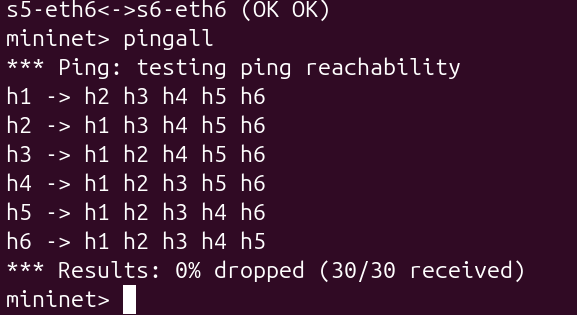 s5-eth6<->s6-eth6 (OK OK)
mininet> pingall
*** Ping: testing ping reachability
h1 -> h2 h3 h4 h5 h6
h2 -> h1 h3 h4 h5 h6
h3 -> h1 h2 h4 h5 h6
h4 -> h1 h2 h3 h5 h6
h5 -> h1 h2 h3 h4 h6
h6 -> h1 h2 h3 h4 h5
*** Results: 0% dropped (30/30 received)
mininet>